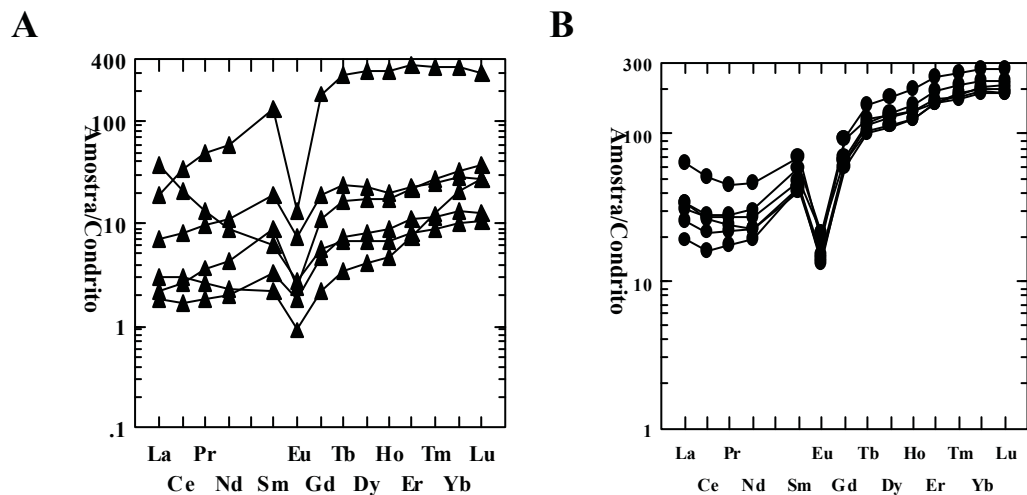 A
400
100
10
1
.1
Amostra/Condrito
La Pr Eu Tb Ho Tm Lu
Ce Nd Sm Gd Dy Er Yb
B
300
100
10
1
Amostra/Condrito
La Pr Eu Tb Ho Tm Lu
Ce Nd Sm Gd Dy Er Yb